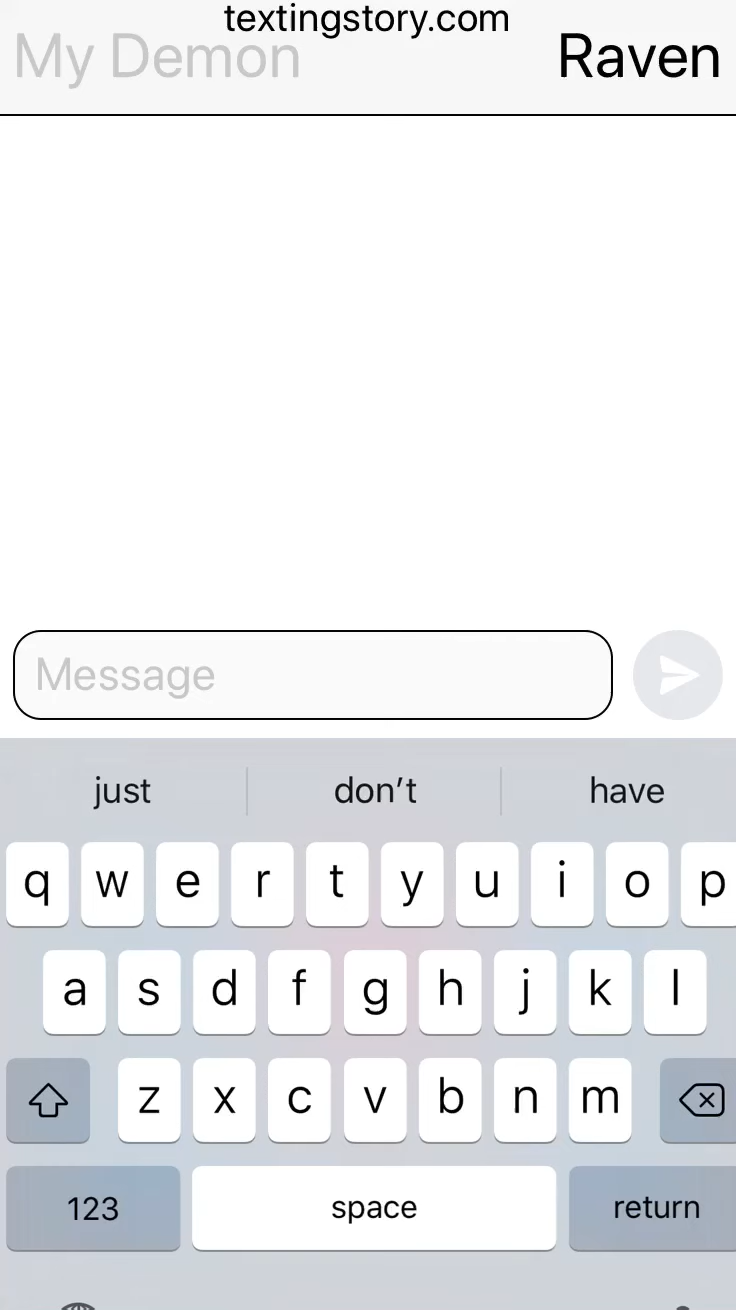 textingstory.com
My Demon Raven
Message
just don’t have
q w e r t y u i o p
a s d f g h j k l
z x c v b n m
123 space return